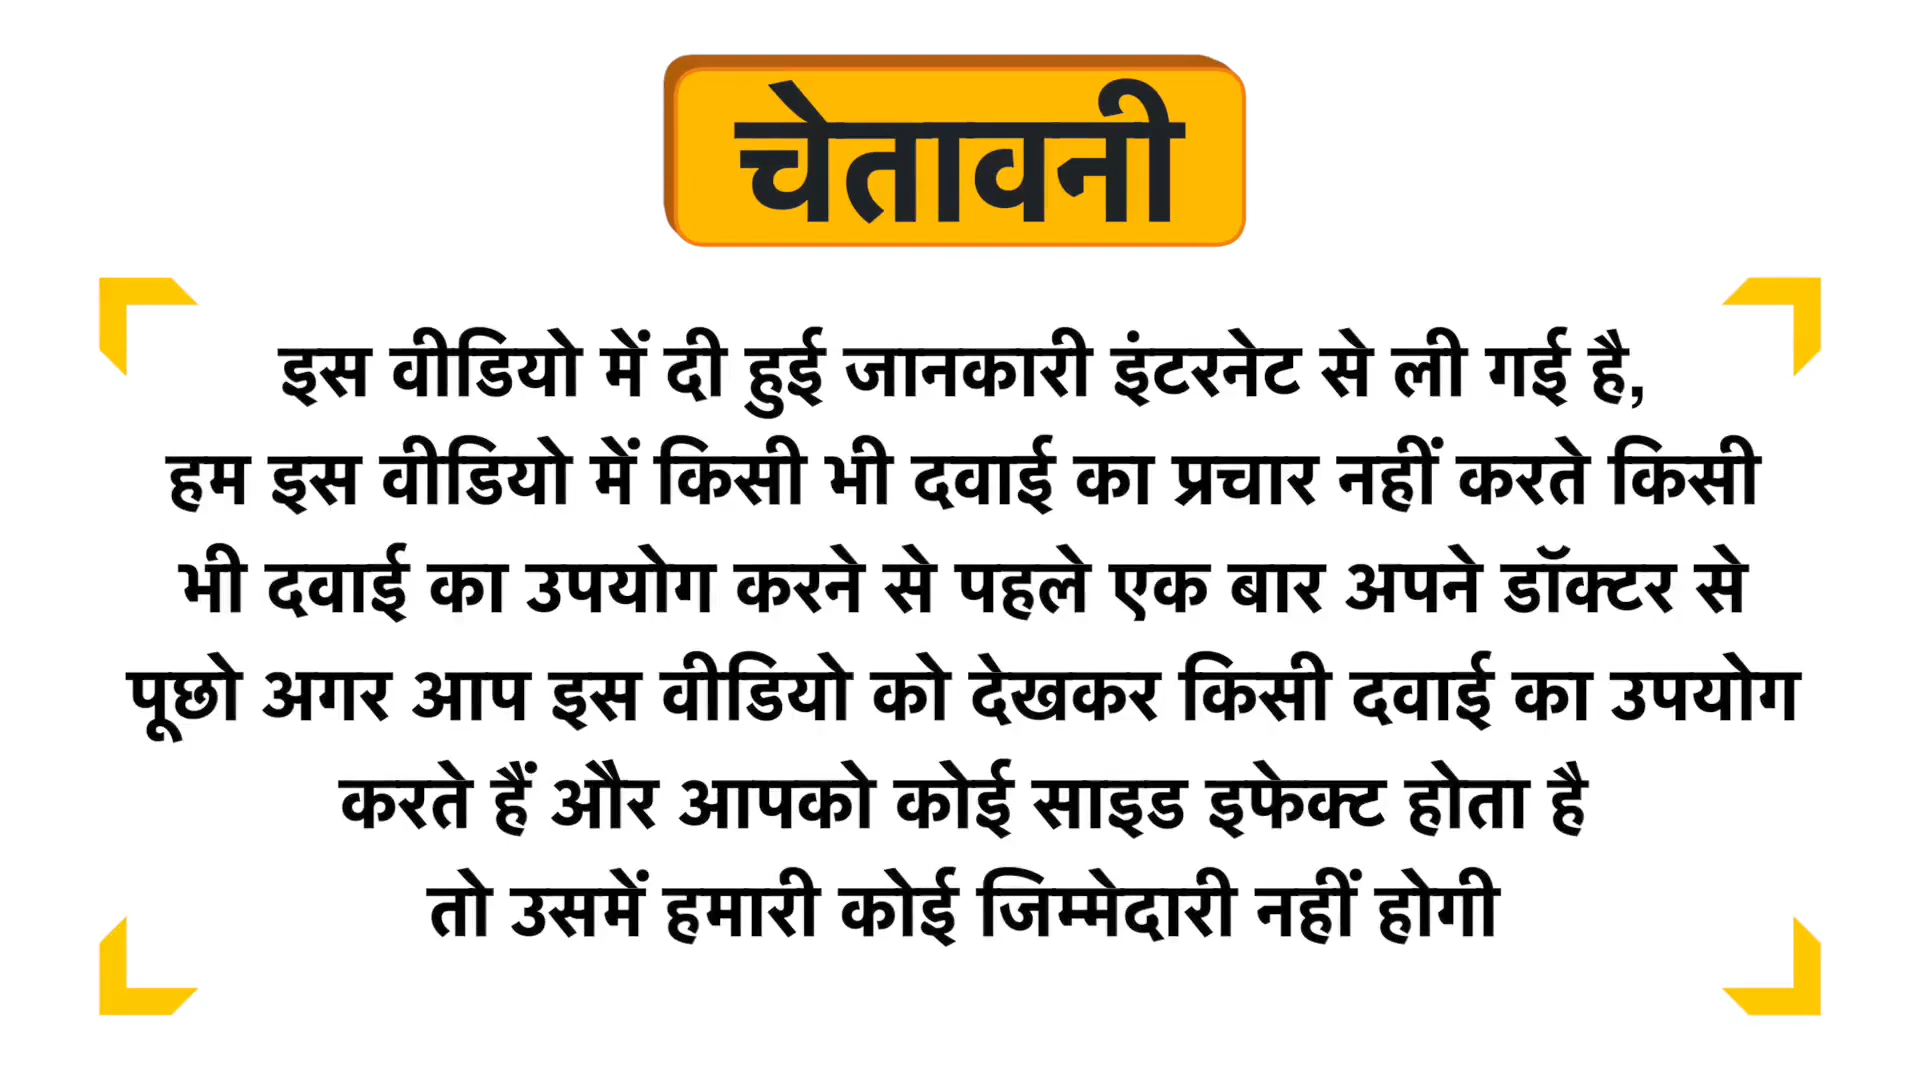 चेतावनी
इस वीडियो में दी हुई जानकारी इंटरनेट से ली गई है,
हम इस वीडियो में किसी भी दवाई का प्रचार नहीं करते किसी
भी दवाई का उपयोग करने से पहले एक बार अपने डॉक्टर से
पूछो अगर आप इस वीडियो को देखकर किसी दवाई का उपयोग
करते हैं और आपको कोई साइड इफेक्ट होता है
तो उसमें हमारी कोई जिम्मेदारी नहीं होगी